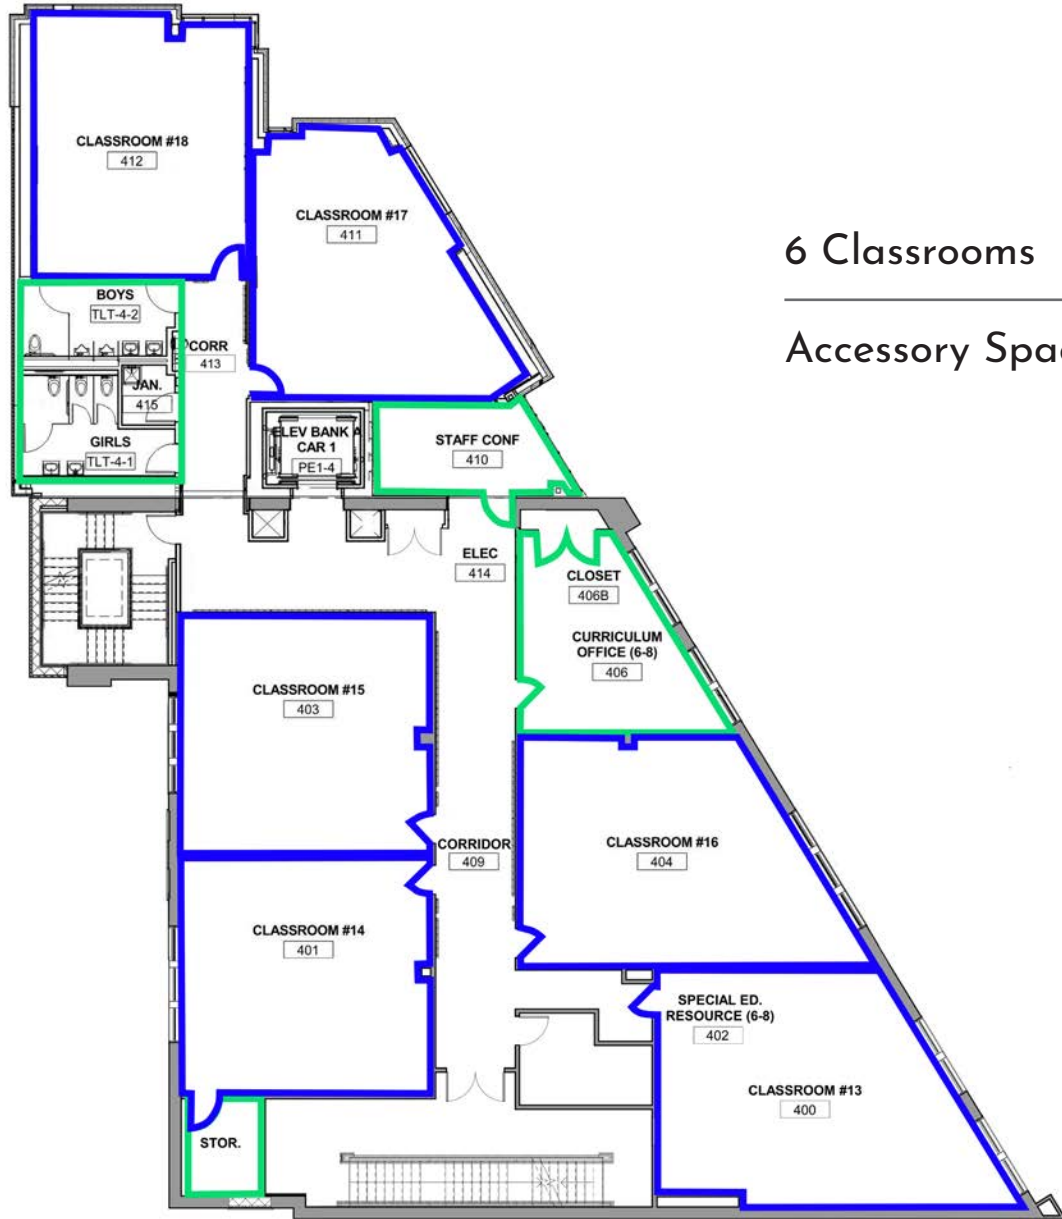 CLASSROOM #18
412
CLASSROOM #17
411
6 Classrooms
Accessory Spa
BOYS
TLT-4-2
CORR
413
JAN.
415
GIRLS
TLT-4-1
ELEV BANK A
CAR 1
PE1-4
STAFF CONF
410
ELEC
414
CLOSET
406B
CURRICULUM
OFFICE (6-8)
406
CLASSROOM #15
403
CORRIDOR
409
CLASSROOM #16
404
CLASSROOM #14
401
SPECIAL ED.
RESOURCE (6-8)
402
CLASSROOM #13
400
STOR.